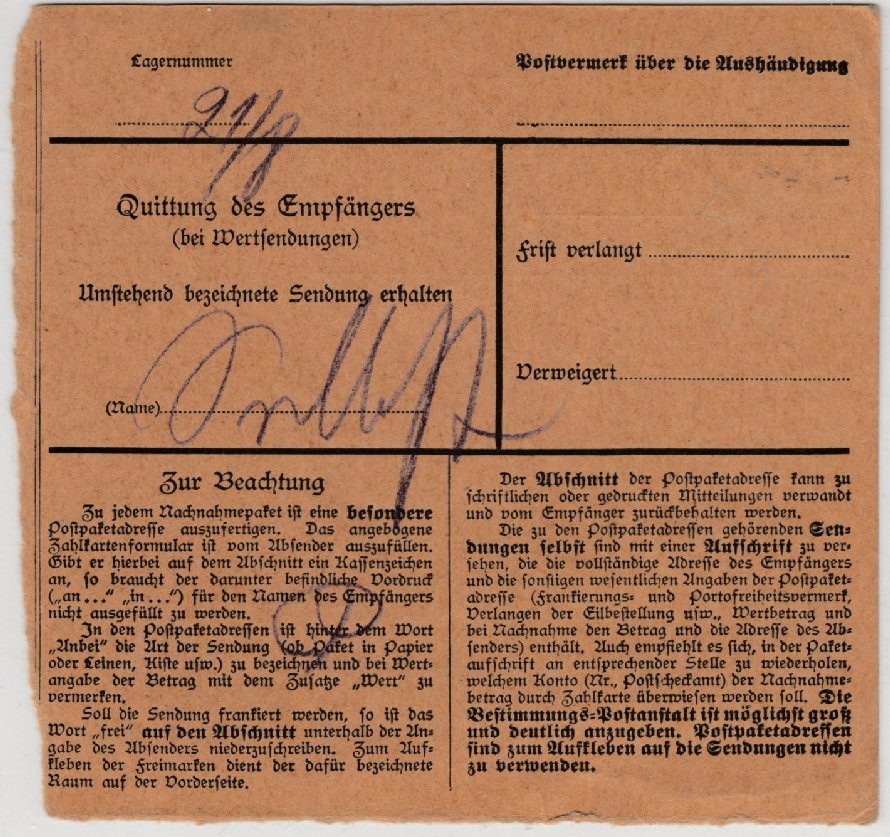 Lagernummer
Postvermerk über die Aushändigung
21/8
Quittung des Empfängers
(bei Wertsendungen)
Umstehend bezeichnete Sendung erhalten
(Name)
Frist verlangt
Verweigert
Zur Beachtung
Zu jedem Nachnahmepaket ist eine besondere
Postpaketadresse auszufertigen. Das angebogene
Zahlkartenformular ist vom Absender auszufüllen.
Gibt er hierbei auf dem Abschnitt ein Kassenzeichen
an, so braucht der darunter befindliche Vordruck
(„an...“ „in...“) für den Namen des Empfängers
nicht ausgefüllt zu werden.
In den Postpaketadressen ist hinter dem Wort
„Anbei“ die Art der Sendung (ob Paket in Papier
oder Leinen, Kiste usw.) zu bezeichnen und bei Wert-
angabe der Betrag mit dem Zusatze „Wert“ zu
vermerken.
Soll die Sendung frankiert werden, so ist das
Wort „frei“ auf den Abschnitt unterhalb der An-
gabe des Absenders niederzuschreiben. Zum Auf-
kleben der Freimarken dient der dafür bezeichnete
Raum auf der Vorderseite.
Der Abschnitt der Postpaketadresse kann zu
schriftlichen oder gedruckten Mitteilungen verwandt
und vom Empfänger zurückbehalten werden.
Die zu den Postpaketadressen gehörenden Sen-
dungen selbst sind mit einer Aufschrift zu ver-
sehen, die die vollständige Adresse des Empfängers
und die sonstigen wesentlichen Angaben der Postpaket-
adresse (Frankierungs- und Portofreiheitsvermerk,
Verlangen der Eilbestellung usw., Wertbetrag und
bei Nachnahme den Betrag und die Adresse des Ab-
senders) enthält. Auch empfiehlt es sich, in der Paket-
aufschrift an entsprechender Stelle zu wiederholen,
welchem Konto (Nr., Postscheckamt) der Nachnahme-
betrag durch Zahlkarte überwiesen werden soll. Die
Bestimmungs-Postanstalt ist möglichst groß
und deutlich anzugeben. Postpaketadressen
sind zum Aufkleben auf die Sendungen nicht
zu verwenden.